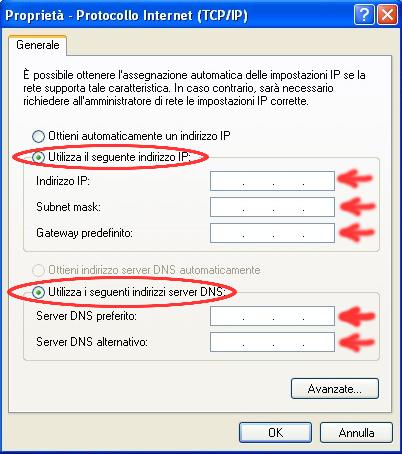 Proprietà - Protocollo Internet (TCP/IP)
Generale
È possibile ottenere l'assegnazione automatica delle impostazioni IP se la
rete supporta tale caratteristica. In caso contrario, sarà necessario
richiedere all'amministratore di rete le impostazioni IP corrette.
Ottieni automaticamente un indirizzo IP
Utilizza il seguente indirizzo IP:
Indirizzo IP:
Subnet mask:
Gateway predefinito:
Ottieni indirizzo server DNS automaticamente
Utilizza i seguenti indirizzi server DNS:
Server DNS preferito:
Server DNS alternativo:
Avanzate...
OK
Annulla